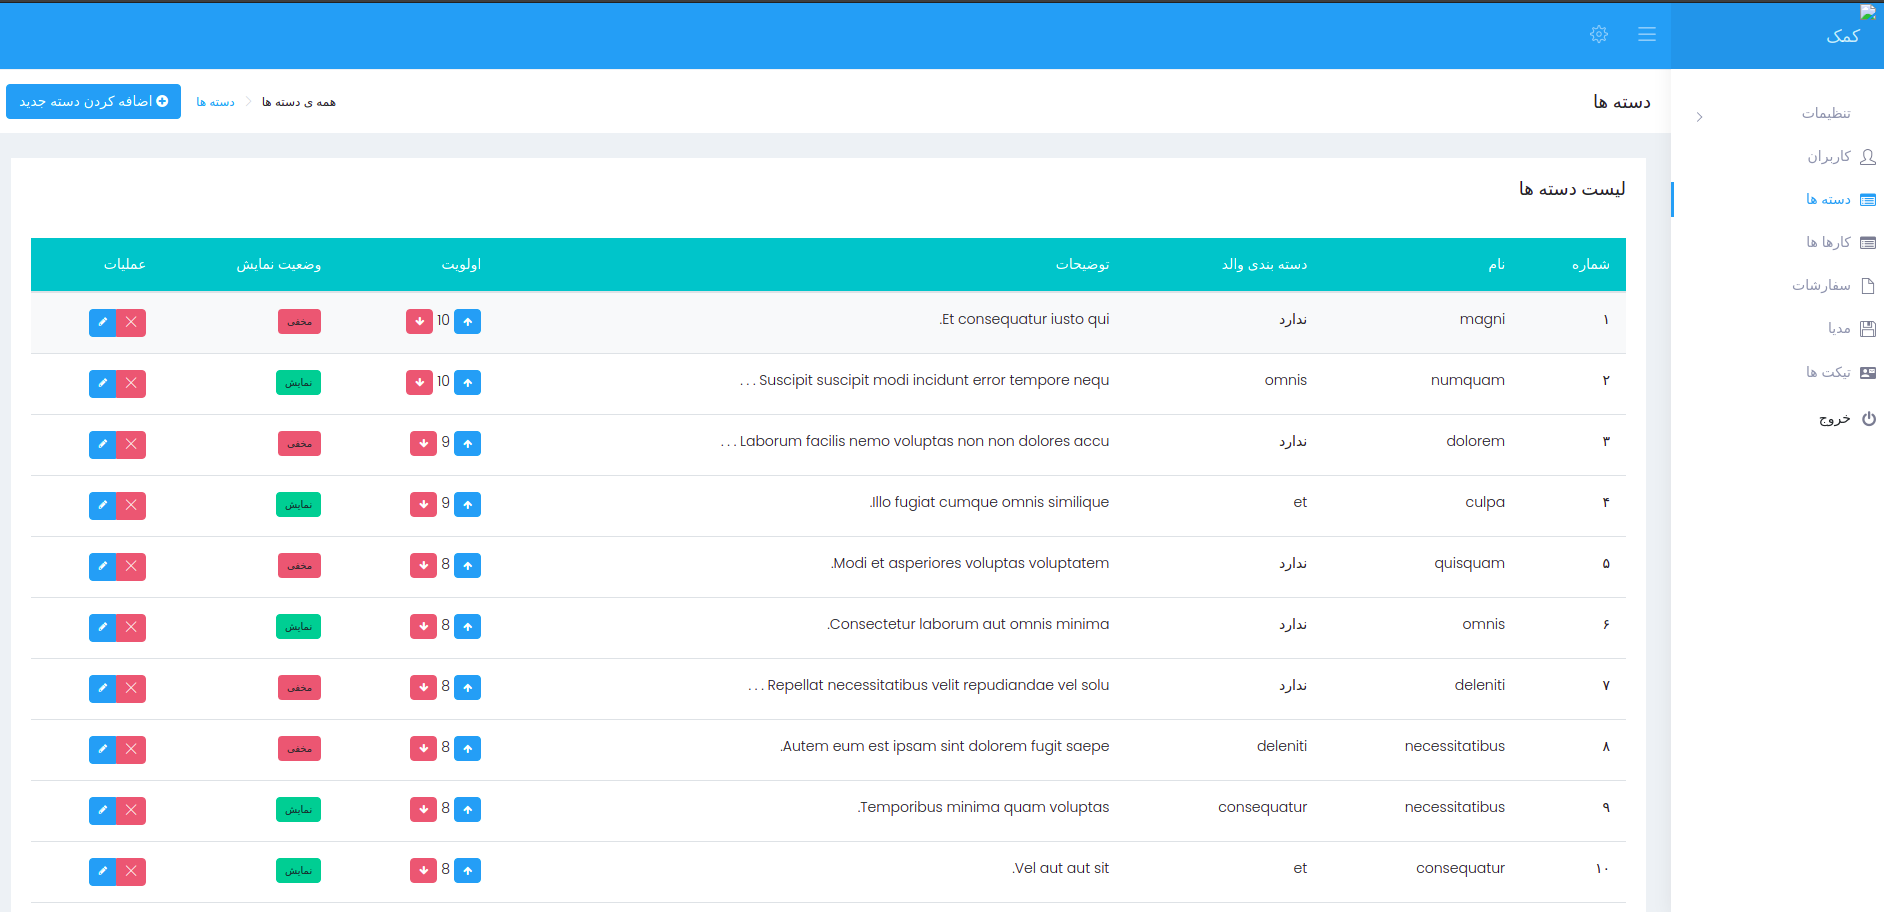 کمک
تنظیمات
کاربران
دسته ها
کارها ها
سفارشات
مدیا
تیکت ها
خروج
دسته ها
همه ی دسته ها
دسته ها
اضافه کردن دسته جدید
لیست دسته ها
شماره نام دسته بندی والد توضیحات اولویت وضعیت نمایش عملیات
۱ magni ندارد Et consequatur iusto qui. 10 مخفی
۲ numquam omnis Suscipit suscipit modi incidunt error tempore nequ . . . 10 نمایش
۳ dolorem ندارد Laborum facilis nemo voluptas non non dolores accu . . . 9 مخفی
۴ culpa et Illo fugiat cumque omnis similique. 9 نمایش
۵ quisquam ندارد Modi et asperiores voluptas voluptatem. 8 مخفی
۶ omnis ندارد Consectetur laborum aut omnis minima. 8 نمایش
۷ deleniti ندارد Repellat necessitatibus velit repudiandae vel solu . . . 8 مخفی
۸ necessitatibus deleniti Autem eum est ipsam sint dolorem fugit saepe. 8 مخفی
۹ necessitatibus consequatur Temporibus minima quam voluptas. 8 نمایش
۱۰ consequatur et Vel aut aut sit. 8 نمایش